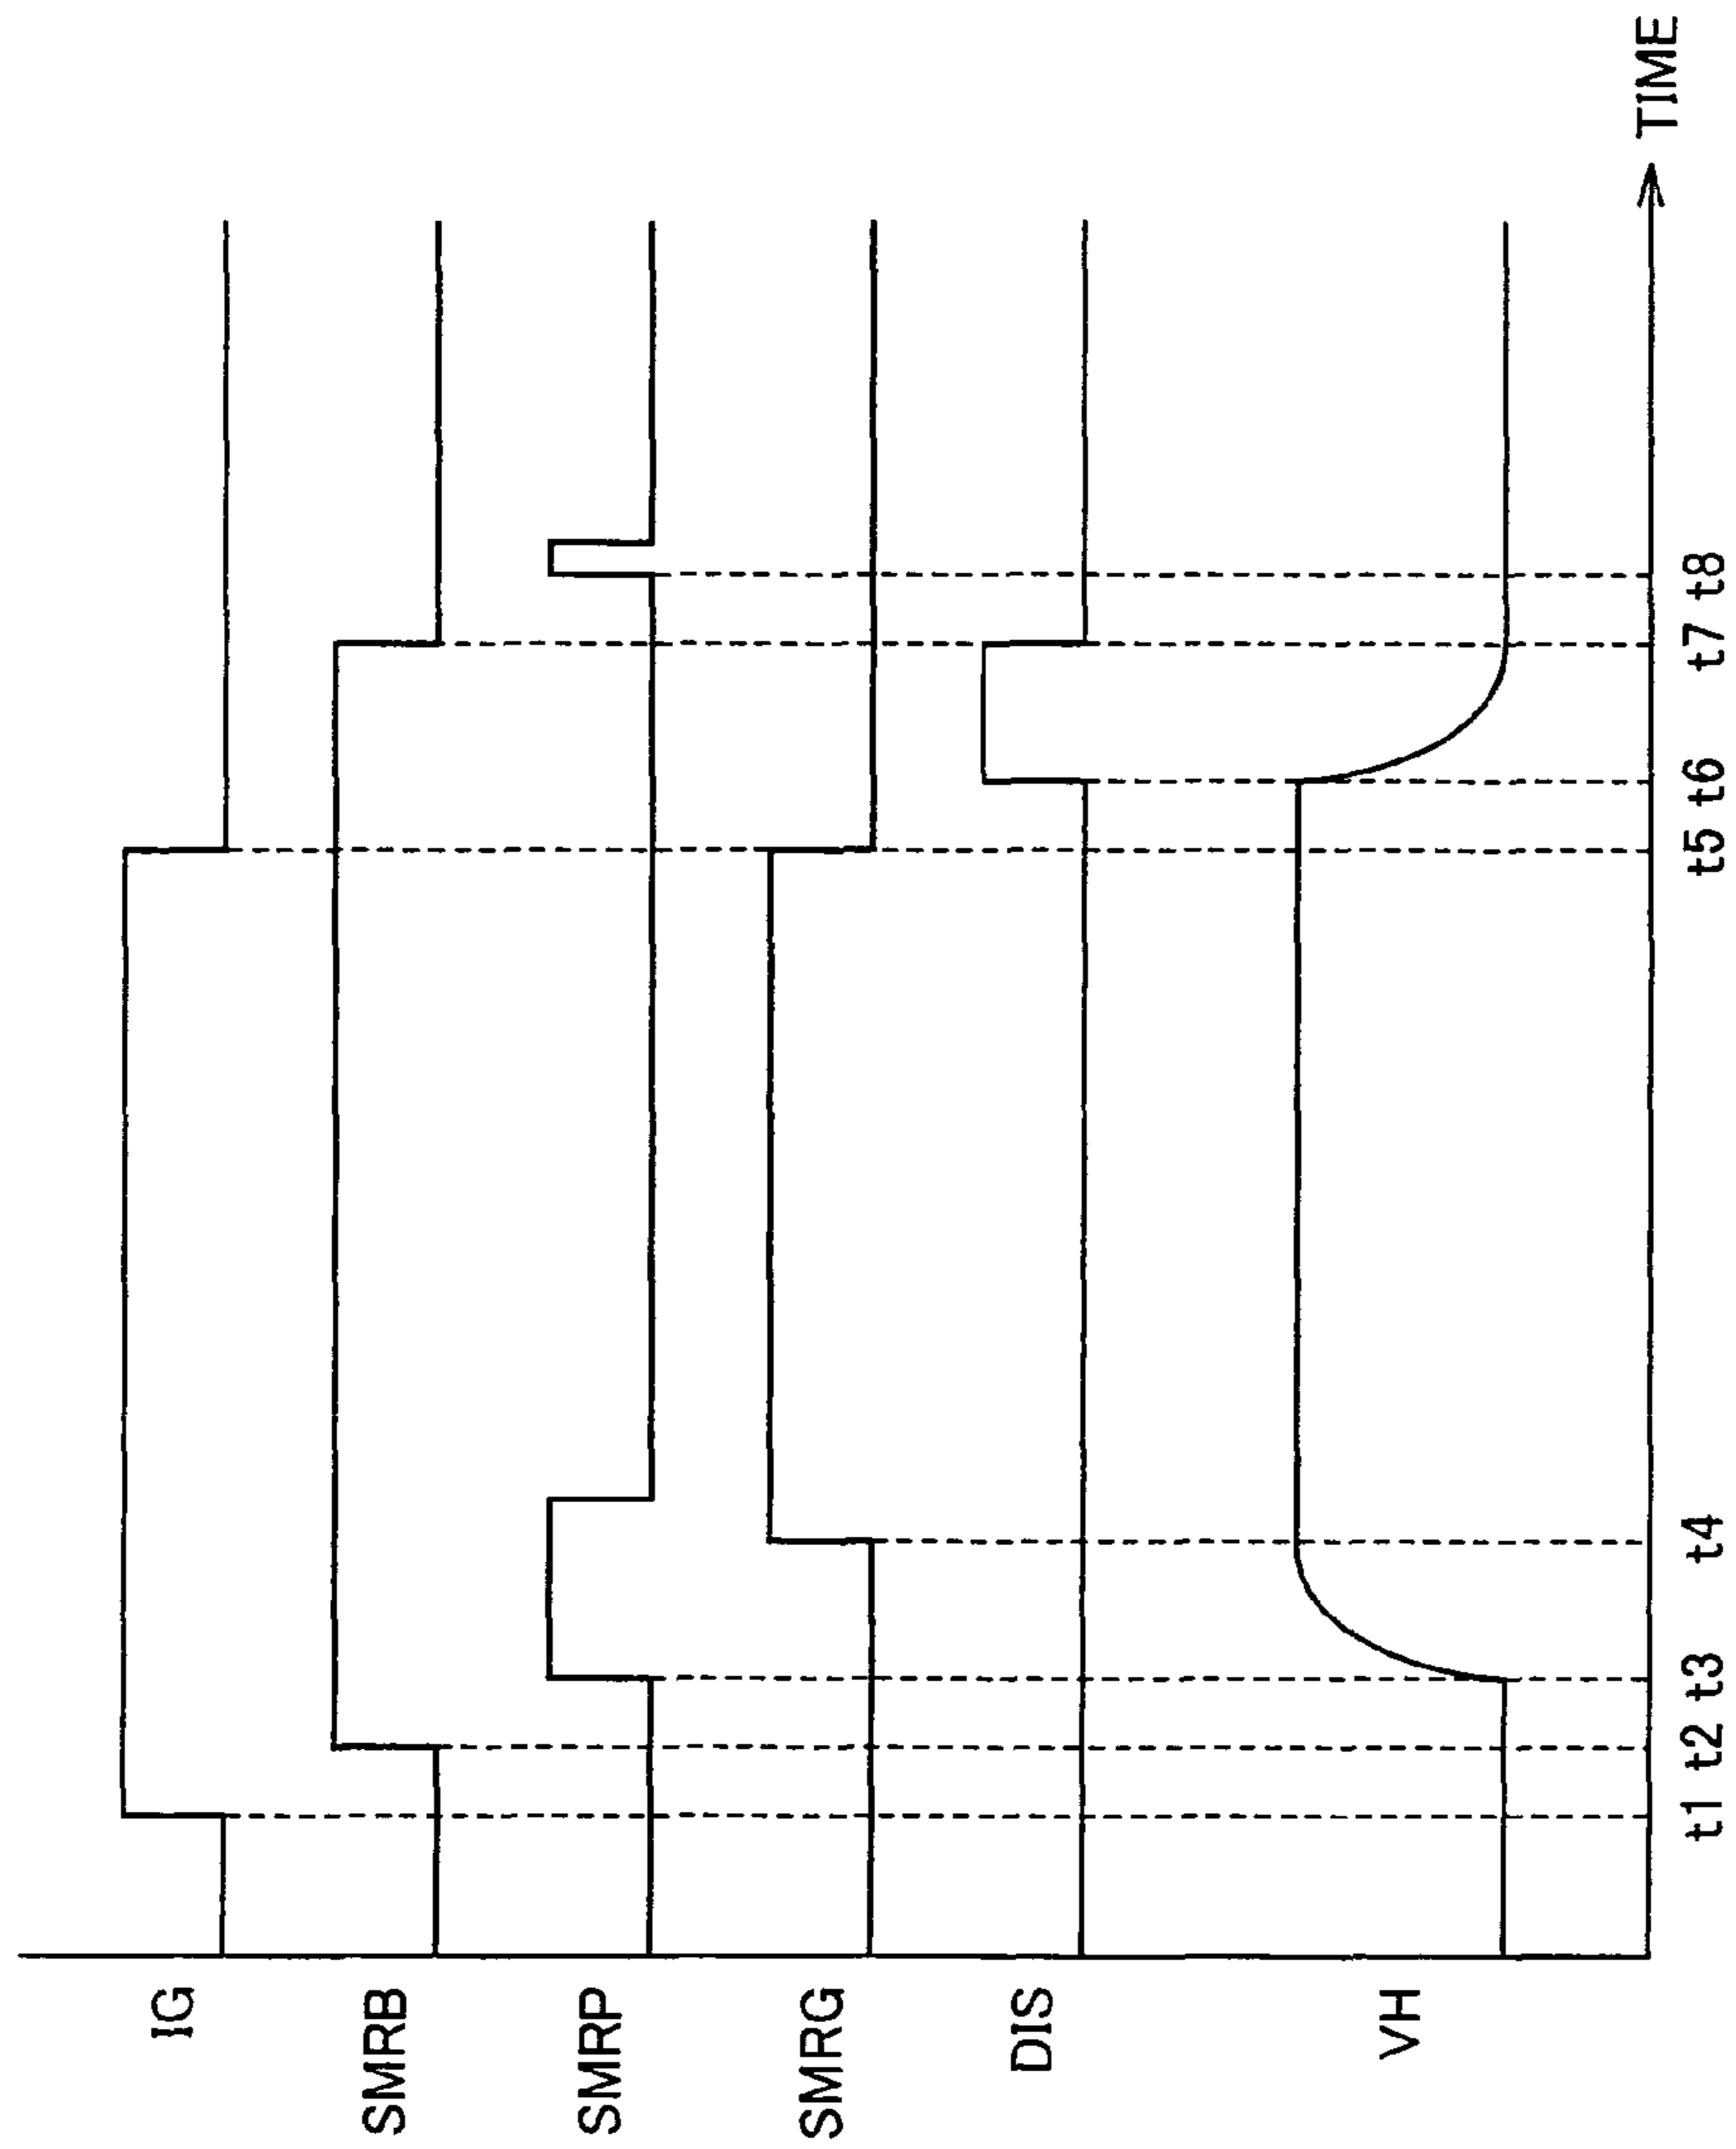 IG
SMRB
SMRP
SMRG
DIS
VH
t1 t2 t3 t4 t5 t6 t7 t8
TIME